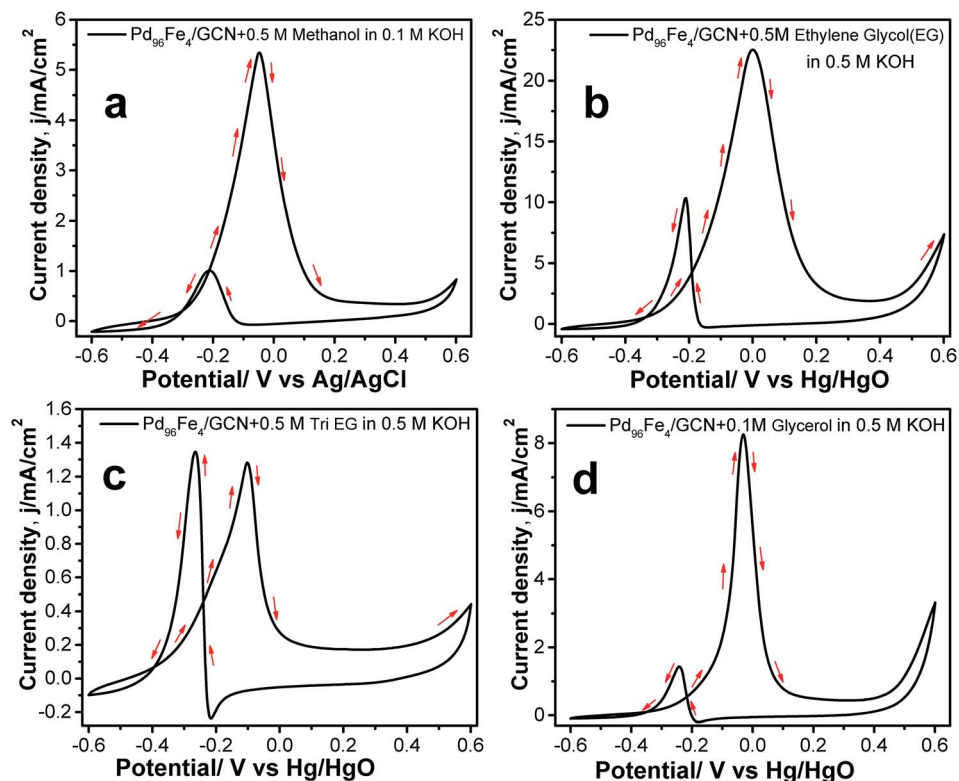 Pd₉₆Fe₄/GCN+0.5 M Methanol in 0.1 M KOH
a
Current density, j/mA/cm²
6
5
4
3
2
1
0
-0.6 -0.4 -0.2 0.0 0.2 0.4 0.6
Potential/ V vs Ag/AgCl
Pd₉₆Fe₄/GCN+0.5M Ethylene Glycol(EG)
in 0.5 M KOH
b
Current density, j/mA/cm²
25
20
15
10
5
0
-0.6 -0.4 -0.2 0.0 0.2 0.4 0.6
Potential/ V vs Hg/HgO
Pd₉₆Fe₄/GCN+0.5 M Tri EG in 0.5 M KOH
c
Current density, j/mA/cm²
1.6
1.4
1.2
1.0
0.8
0.6
0.4
0.2
0.0
-0.2
-0.6 -0.4 -0.2 0.0 0.2 0.4 0.6
Potential/ V vs Hg/HgO
Pd₉₆Fe₄/GCN+0.1M Glycerol in 0.5 M KOH
d
Current density, j/mA/cm²
8
6
4
2
0
-0.6 -0.4 -0.2 0.0 0.2 0.4 0.6
Potential/ V vs Hg/HgO